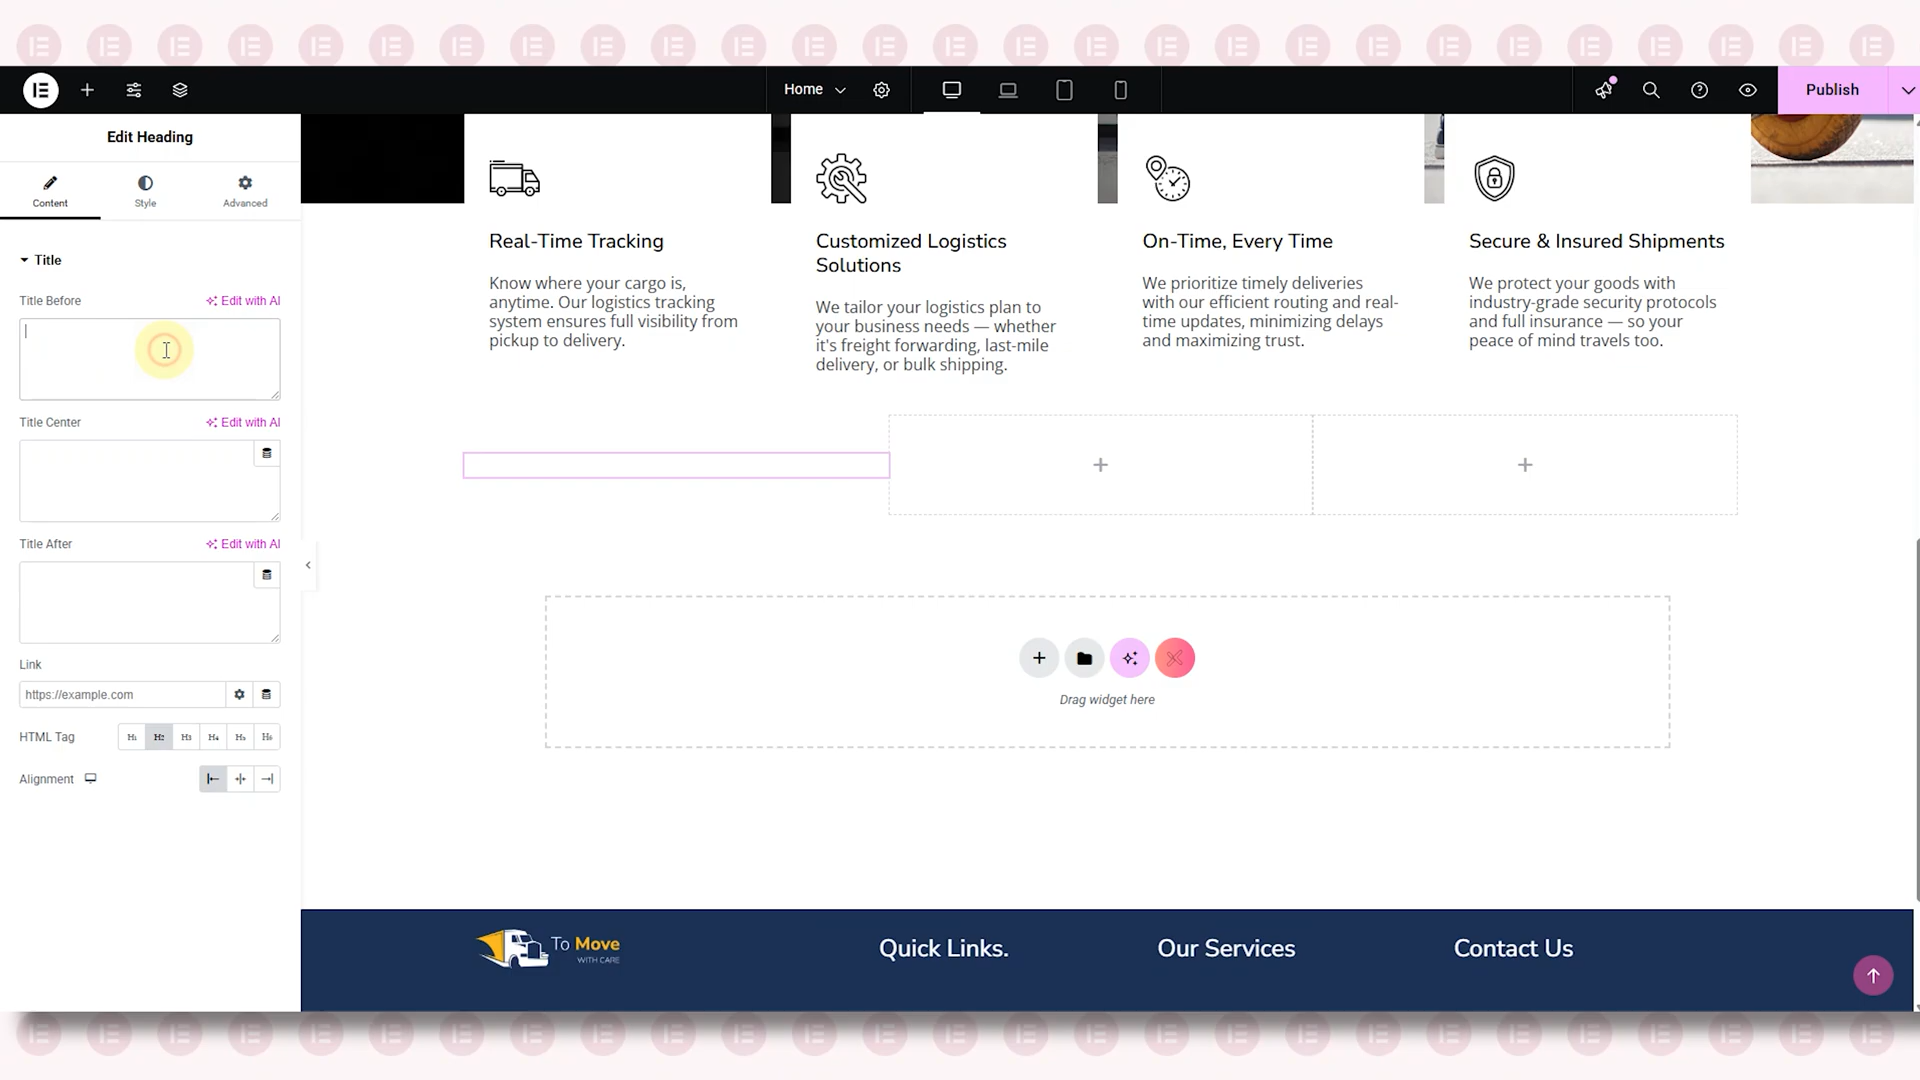 Home
Publish
Edit Heading
Content
Style
Advanced
Title
Title Before
Edit with AI
Title Center
Edit with AI
Title After
Edit with AI
Link
https://example.com
HTML Tag
H1
H2
H3
H4
H5
H6
Alignment
Real-Time Tracking
Know where your cargo is,
anytime. Our logistics tracking
system ensures full visibility from
pickup to delivery.
Customized Logistics
Solutions
We tailor your logistics plan to
your business needs — whether
it's freight forwarding, last-mile
delivery, or bulk shipping.
On-Time, Every Time
We prioritize timely deliveries
with our efficient routing and real-
time updates, minimizing delays
and maximizing trust.
Secure & Insured Shipments
We protect your goods with
industry-grade security protocols
and full insurance — so your
peace of mind travels too.
Drag widget here
To Move
WITH CARE
Quick Links.
Our Services
Contact Us